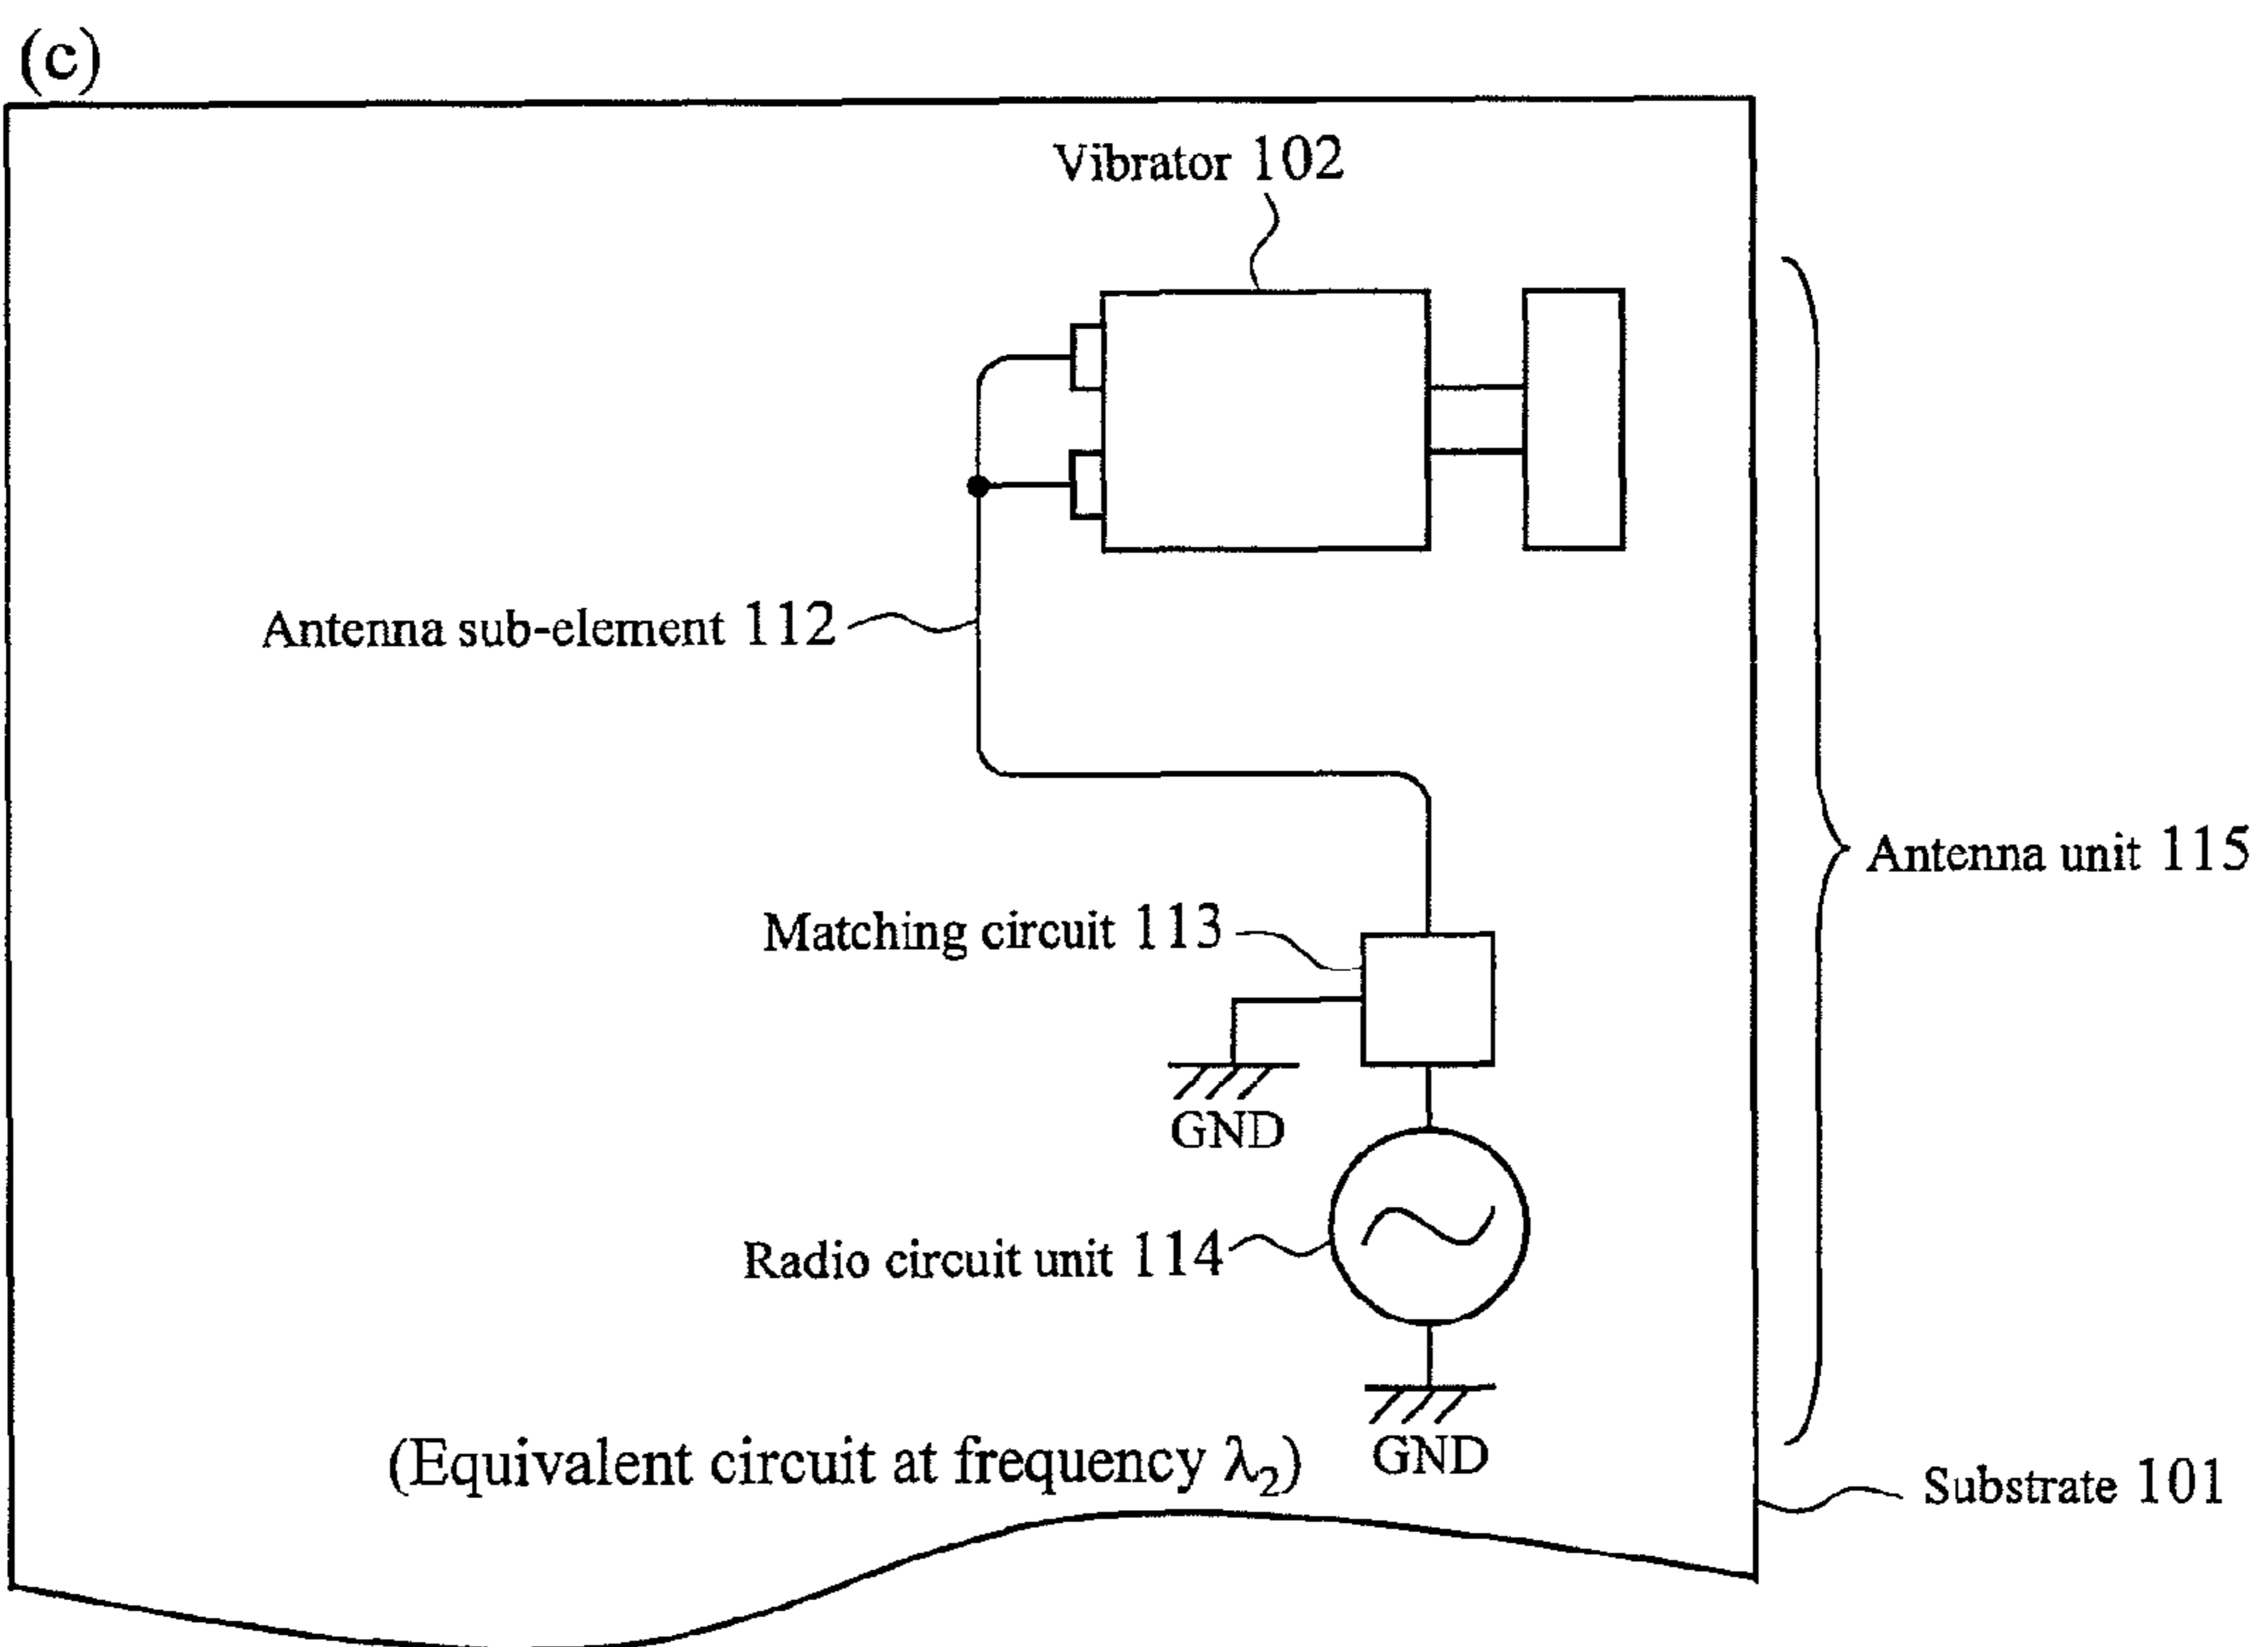 (c)
Vibrator 102
Antenna sub-element 112
Antenna unit 115
Matching circuit 113
GND
Radio circuit unit 114
GND
(Equivalent circuit at frequency λ₂)
Substrate 101